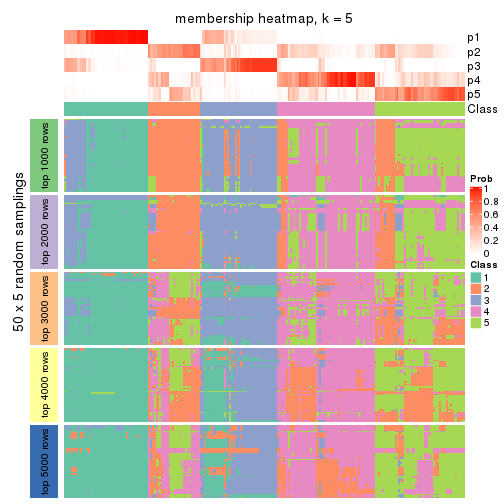 membership heatmap, k = 5
p1
p2
p3
p4
p5
Class
50 x 5 random samplings
top 1000 rows
top 2000 rows
top 3000 rows
top 4000 rows
top 5000 rows
Prob
1
0.8
0.6
0.4
0.2
0
Class
1
2
3
4
5